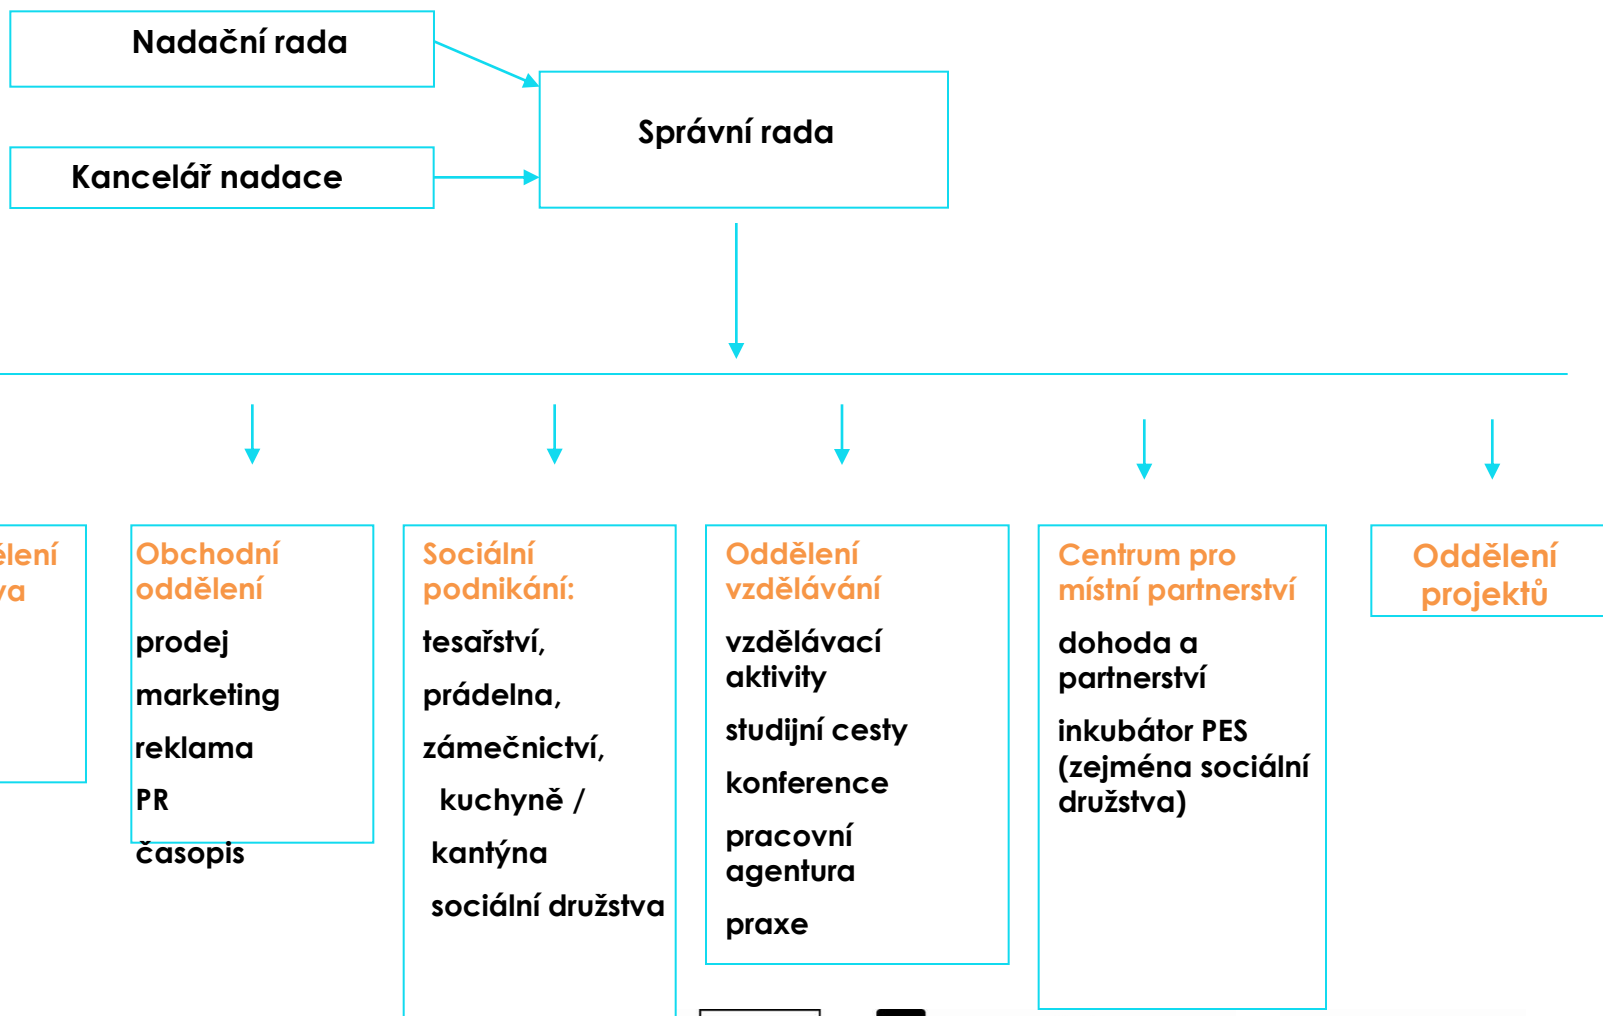 Nadační rada
Správní rada
Kancelář nadace
Obchodní
oddělení
prodej
marketing
reklama
PR
časopis
Sociální
podnikání:
tesařství,
prádelna,
zámečnictví,
kuchyně /
kantýna
sociální družstva
Oddělení
vzdělávání
vzdělávací
aktivity
studijní cesty
konference
pracovní
agentura
praxe
Centrum pro
místní partnerství
dohoda a
partnerství
inkubátor PES
(zejména sociální
družstva)
Oddělení
projektů